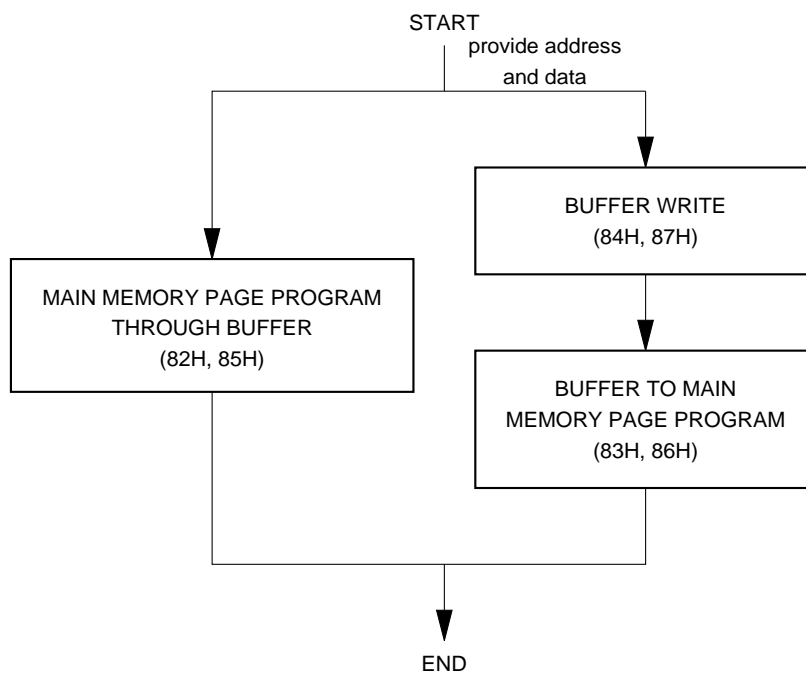 START
provide address
and data
BUFFER WRITE
(84H, 87H)
MAIN MEMORY PAGE PROGRAM
THROUGH BUFFER
(82H, 85H)
BUFFER TO MAIN
MEMORY PAGE PROGRAM
(83H, 86H)
END